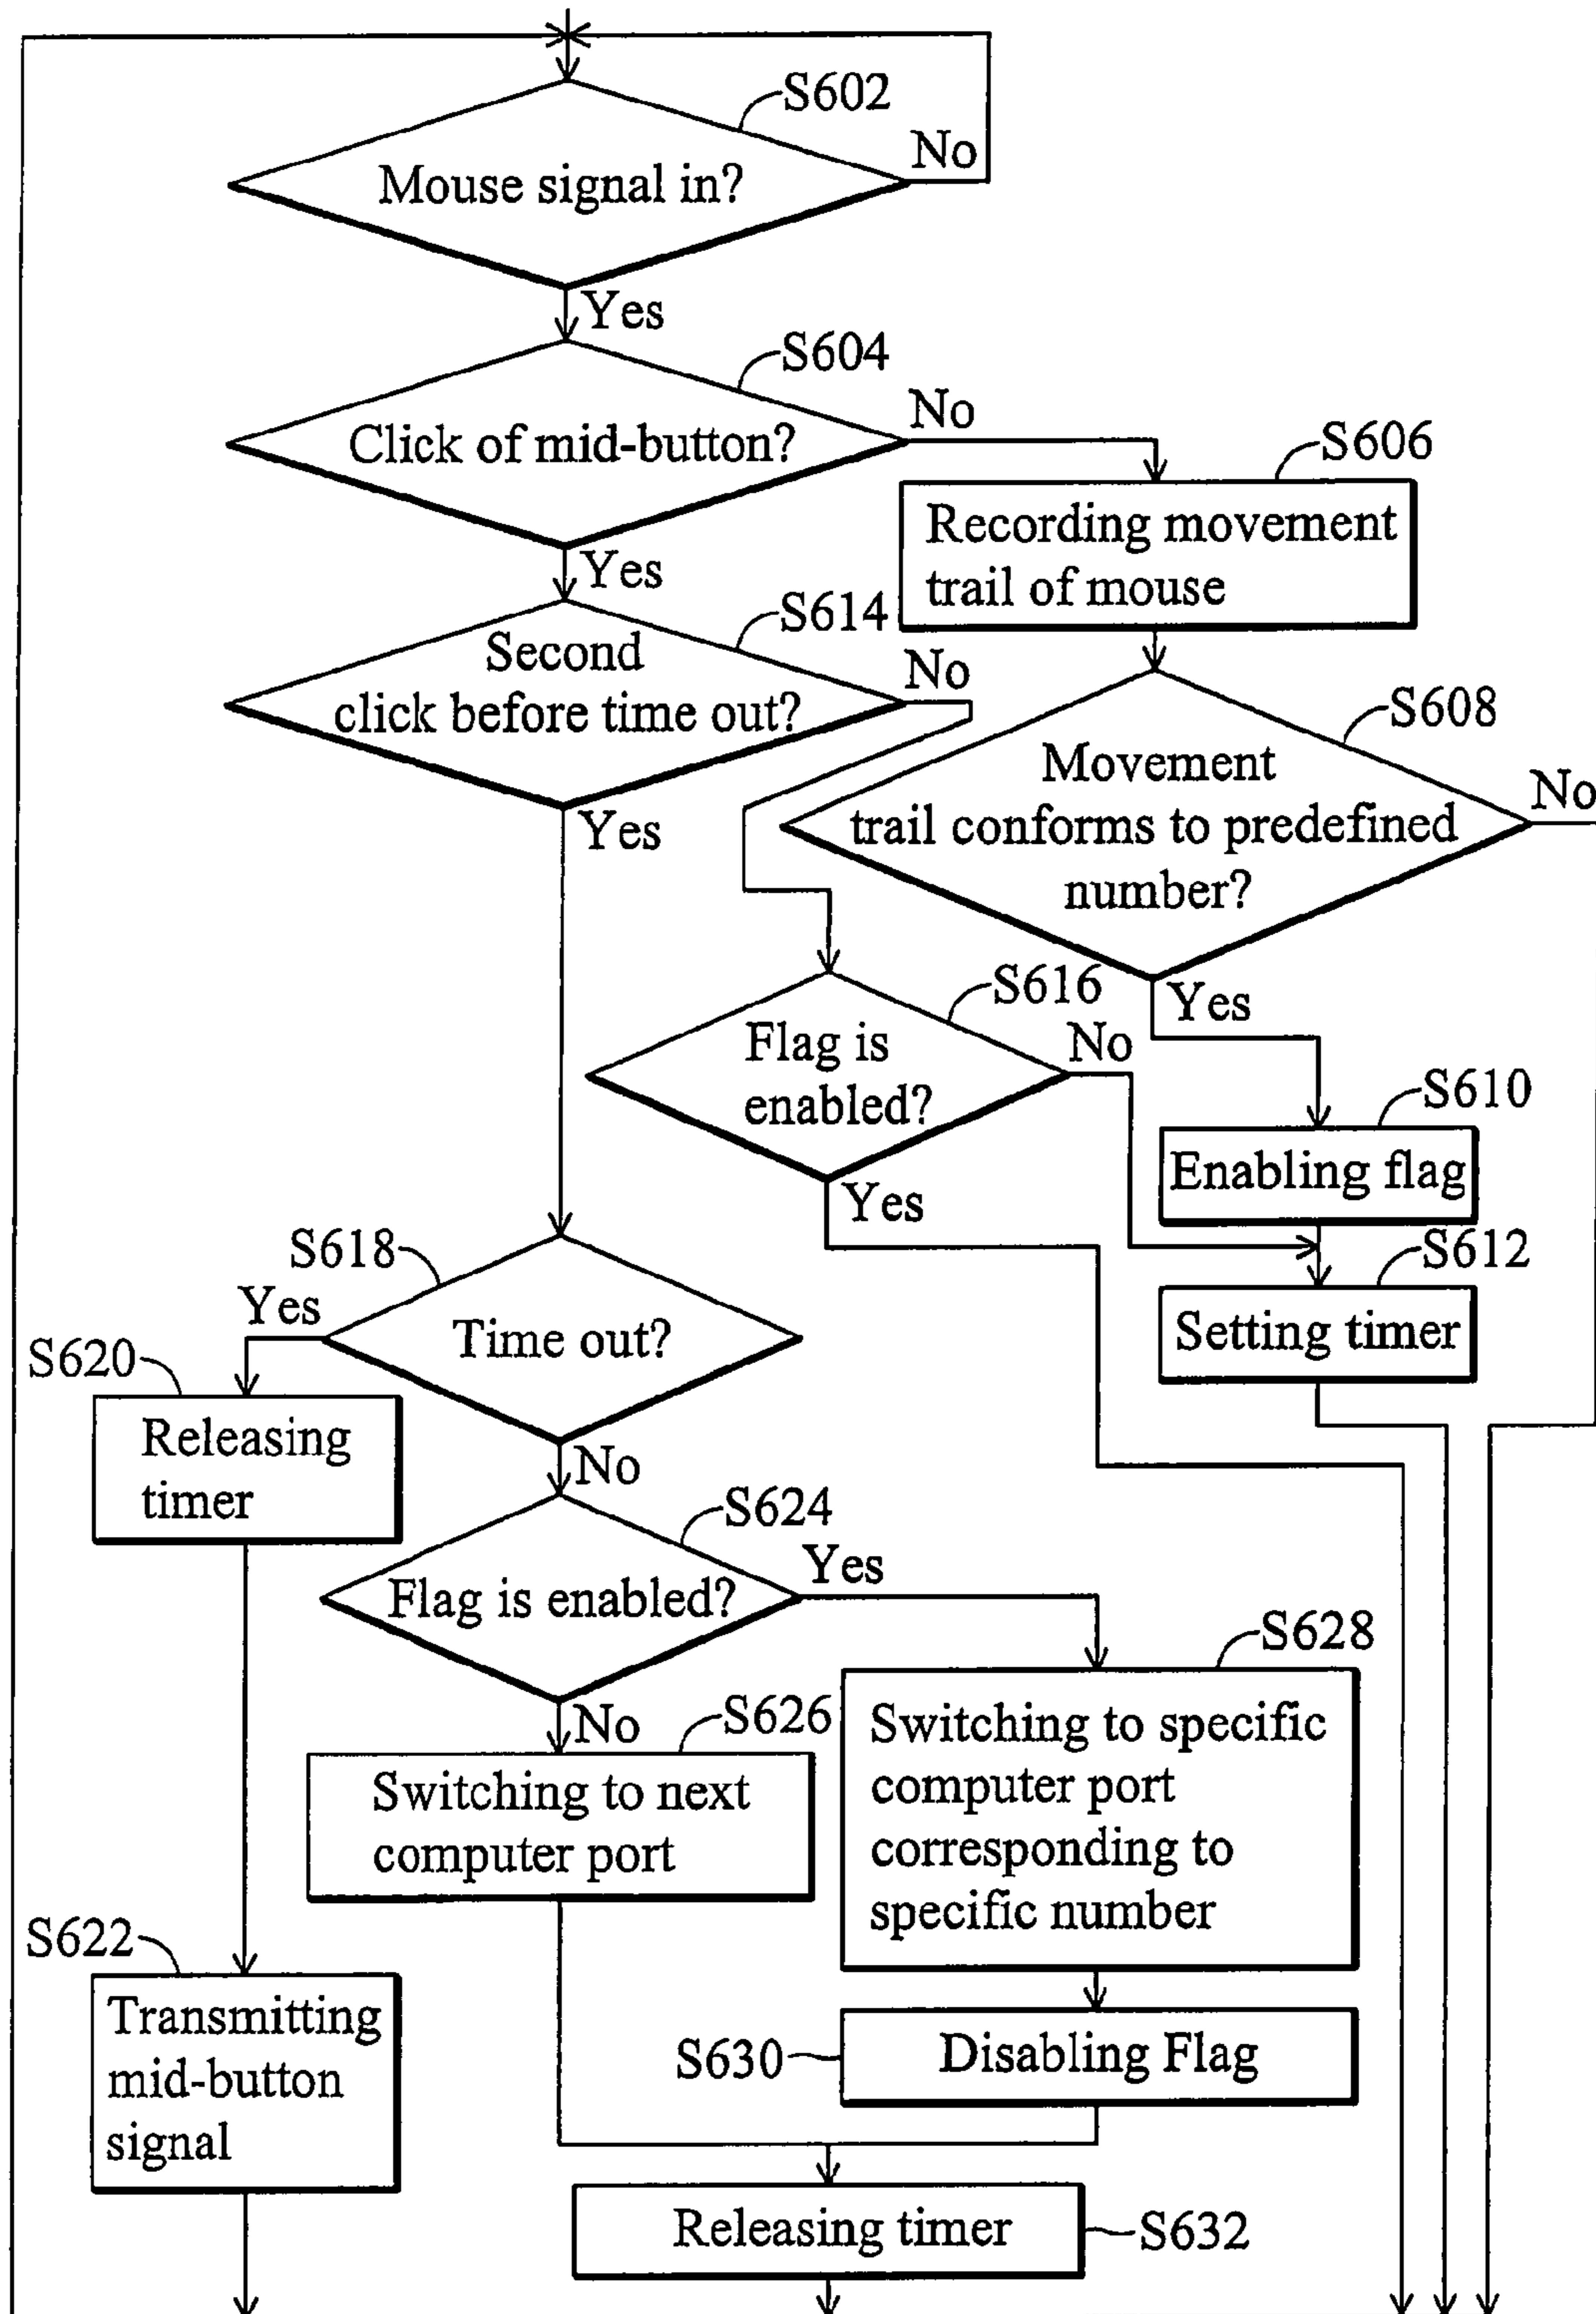 S602
No
Mouse signal in?
Yes
S604
No
Click of mid-button?
S606
Recording movement
trail of mouse
Yes
S614
Second
click before time out?
No
S608
Movement
trail conforms to predefined
number?
No
Yes
S616
Flag is
enabled?
No
Yes
S610
Enabling flag
Yes
S618
Yes
Time out?
S612
Setting timer
S620
Releasing
timer
No
S624
Flag is enabled?
Yes
S628
Switching to specific
computer port
corresponding to
specific number
No
S626
Switching to next
computer port
S622
Transmitting
mid-button
signal
S630
Disabling Flag
Releasing timer
S632